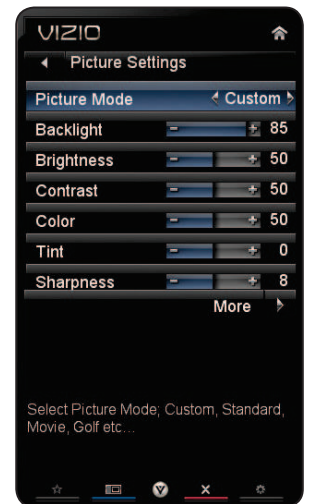 VIZIO
Picture Settings
Picture Mode Custom
Backlight 85
Brightness 50
Contrast 50
Color 50
Tint 0
Sharpness 8
More
Select Picture Mode; Custom, Standard,
Movie, Golf etc...
V
X